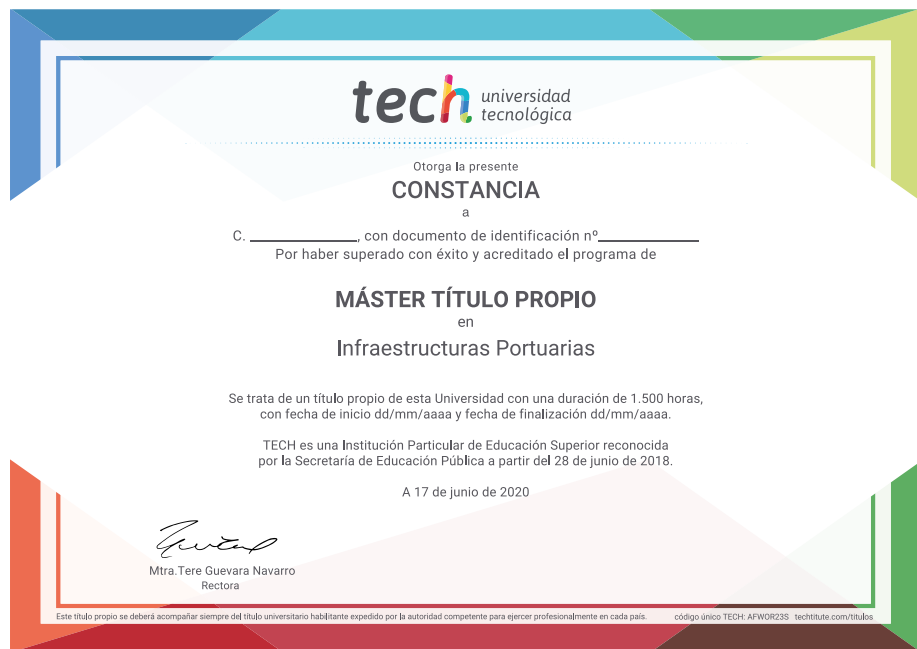 tech universidad
tecnológica
Otorga la presente
CONSTANCIA
a
C. ____________, con documento de identificación nº____________
Por haber superado con éxito y acreditado el programa de
MÁSTER TÍTULO PROPIO
en
Infraestructuras Portuarias
Se trata de un título propio de esta Universidad con una duración de 1.500 horas,
con fecha de inicio dd/mm/aaaa y fecha de finalización dd/mm/aaaa.
TECH es una Institución Particular de Educación Superior reconocida
por la Secretaría de Educación Pública a partir del 28 de junio de 2018.
A 17 de junio de 2020
Mtra.Tere Guevara Navarro
Rectora
Este título propio se deberá acompañar siempre del título universitario habilitante expedido por la autoridad competente para ejercer profesionalmente en cada país. código único TECH: AFWOR23S techtitute.com/titulos